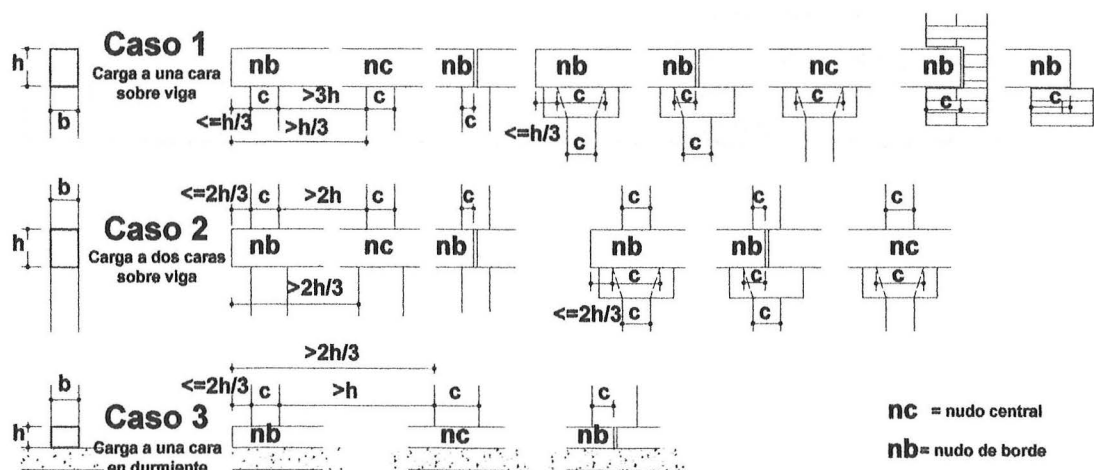 Caso 1
Carga a una cara
sobre viga
h
b
nb
nc
nb
nb
nb
nc
nb
nb
c
>3h
c
<=h/3
>h/3
c
c
c
c
c
c
<=h/3
c
c
b
<=2h/3
c
>2h
c
c
c
c
c
Caso 2
Carga a dos caras
sobre viga
h
nb
nc
nb
nb
nb
nc
>2h/3
c
c
c
<=2h/3
c
c
>2h/3
b
<=2h/3
c
>h
c
c
Caso 3
Carga a una cara
en durmiente
h
nb
nc
nb
nc = nudo central
nb= nudo de borde